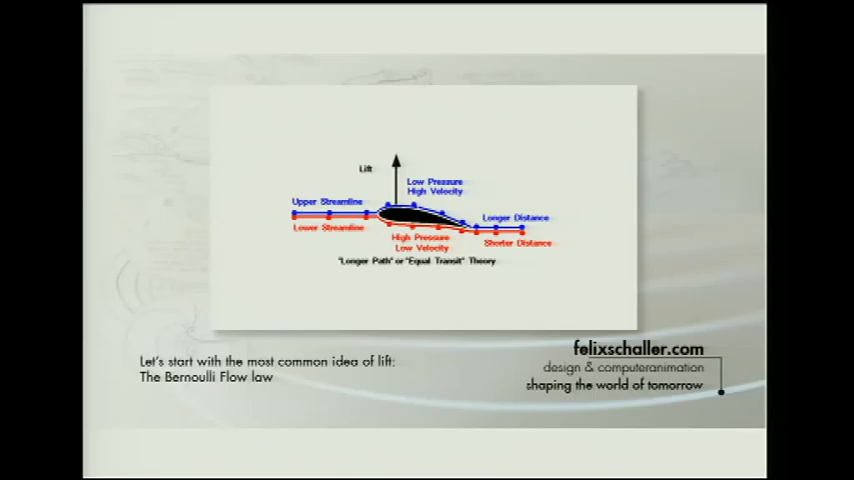 Lift
Low Pressure
High Velocity
Upper Streamline
Longer Distance
Lower Streamline
High Pressure
Low Velocity
Shorter Distance
"Longer Path" or "Equal Transit" Theory
felixschaller.com
design & computeranimation
shaping the world of tomorrow
Let's start with the most common idea of lift:
The Bernoulli Flow law